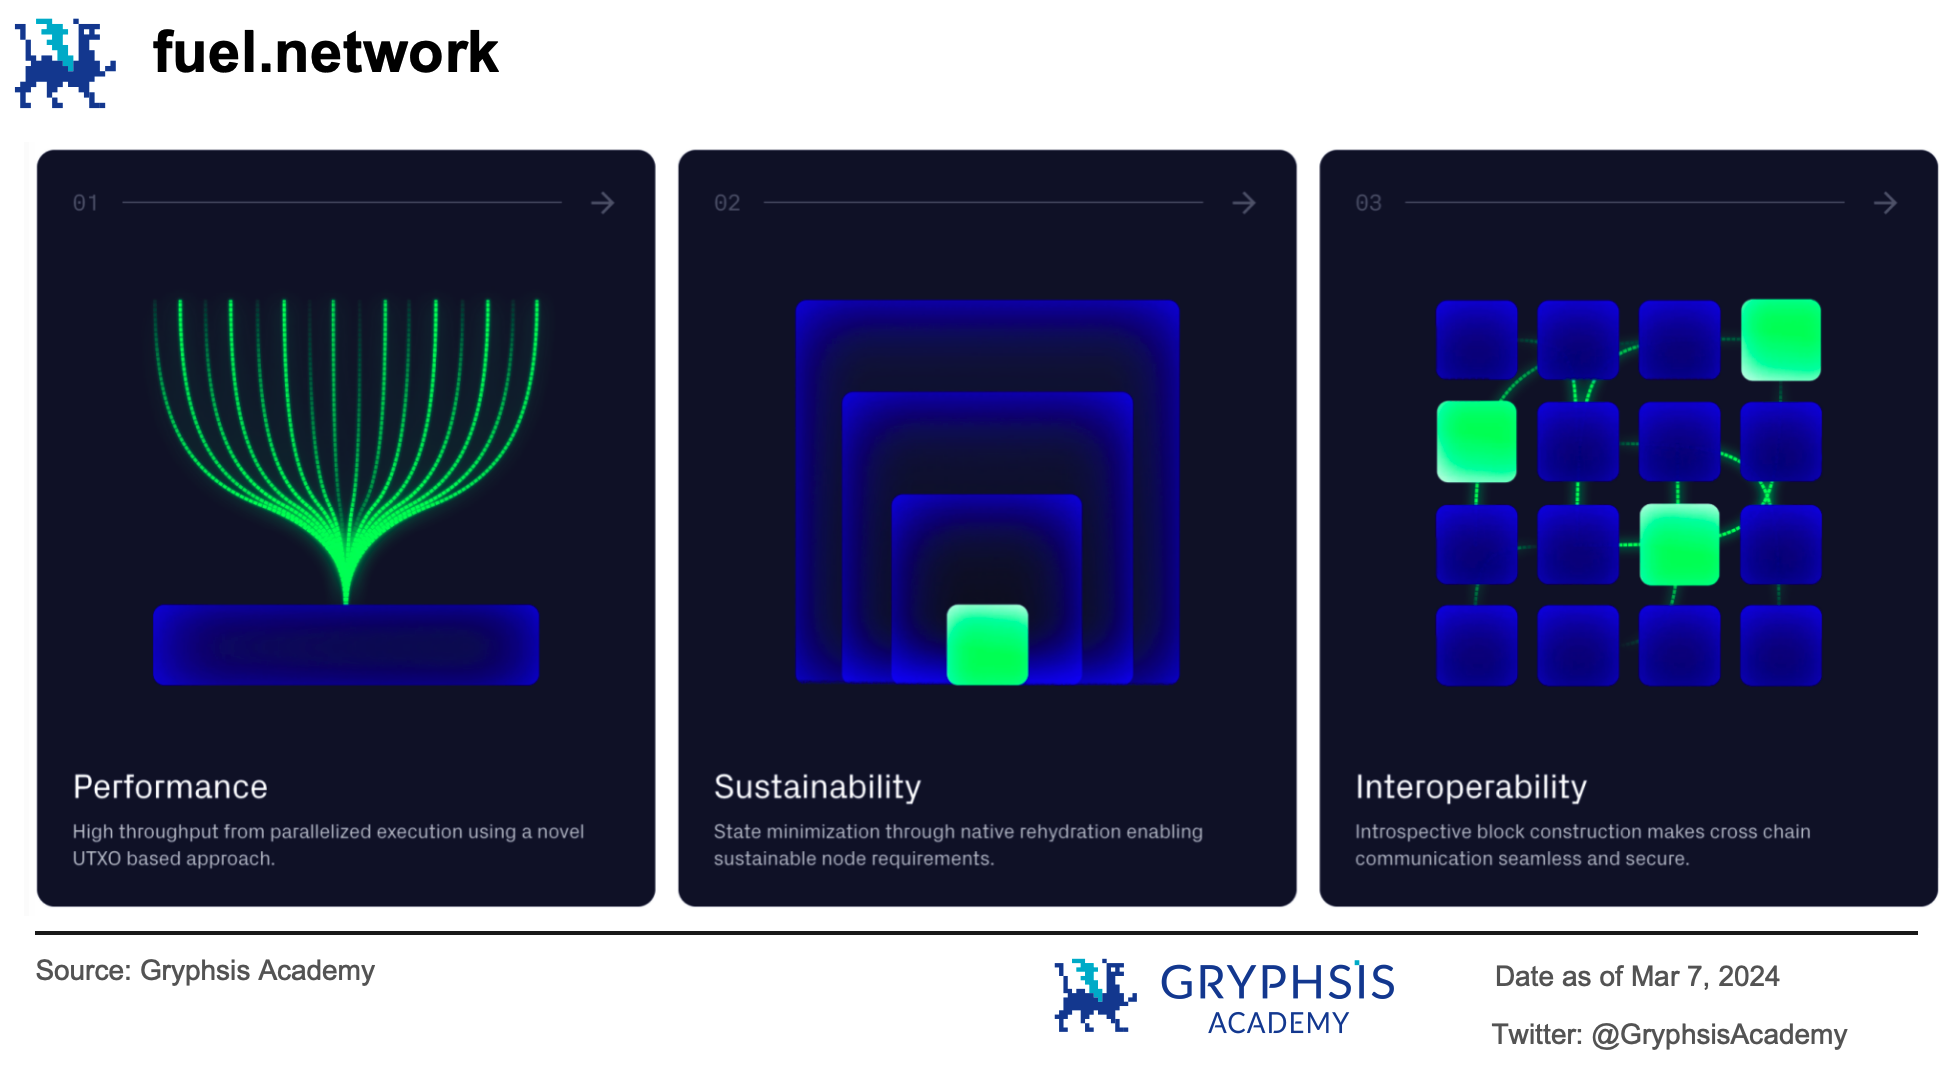 fuel.network
01
Performance
High throughput from parallelized execution using a novel
UTXO based approach.
02
Sustainability
State minimization through native rehydration enabling
sustainable node requirements.
03
Interoperability
Introspective block construction makes cross chain
communication seamless and secure.
Source: Gryphsis Academy
GRYPHSIS
ACADEMY
Date as of Mar 7, 2024
Twitter: @GryphsisAcademy